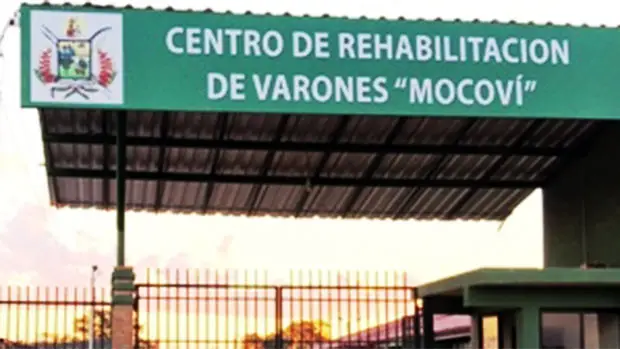 CENTRO DE REHABILITACION
DE VARONES “MOCOVÍ”